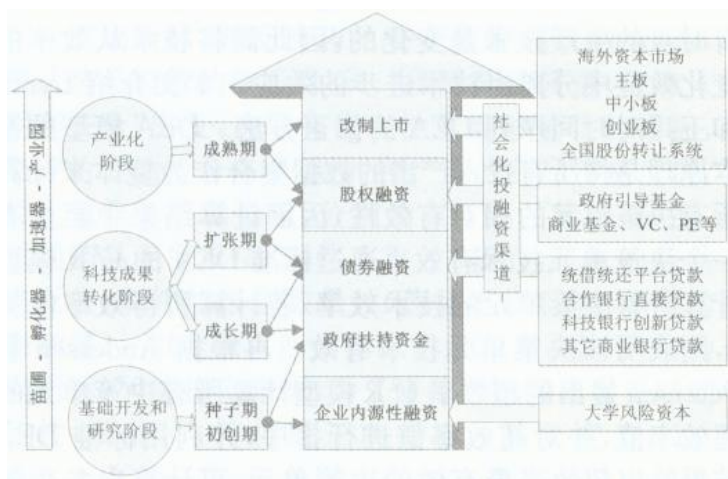 苗圃 - 孵化器 - 加速器 - 产业园
产业化
阶段
科技成果
转化阶段
基础开发和
研究阶段
成熟期
扩张期
成长期
种子期
初创期
改制上市
股权融资
债券融资
政府扶持资金
企业内源性融资
社会化投融资渠道
海外资本市场
主板
中小板
创业板
全国股份转让系统
政府引导基金
商业基金、VC、PE等
统借统还平台贷款
合作银行直接贷款
科技银行创新贷款
其它商业银行贷款
大学风险资本